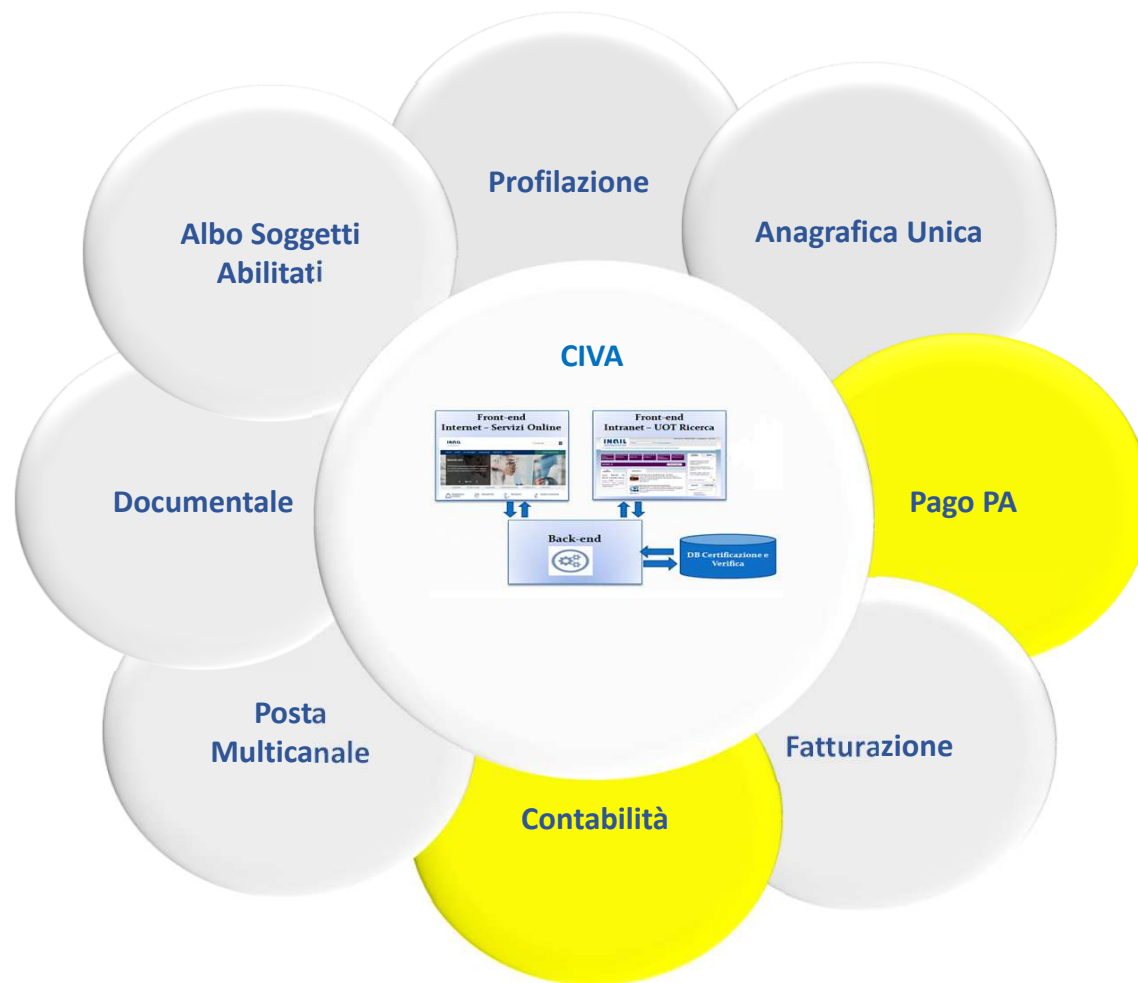 Profilazione
Albo Soggetti
Abilitati
Anagrafica Unica
CIVA
Front-end
Internet – Servizi Online
Front-end
Intranet – UOT Ricerca
INAIL
INAIL
Documentale
Pago PA
Back-end
DB Certificazione e
Verifica
Posta
Multicanale
Fatturazione
Contabilità